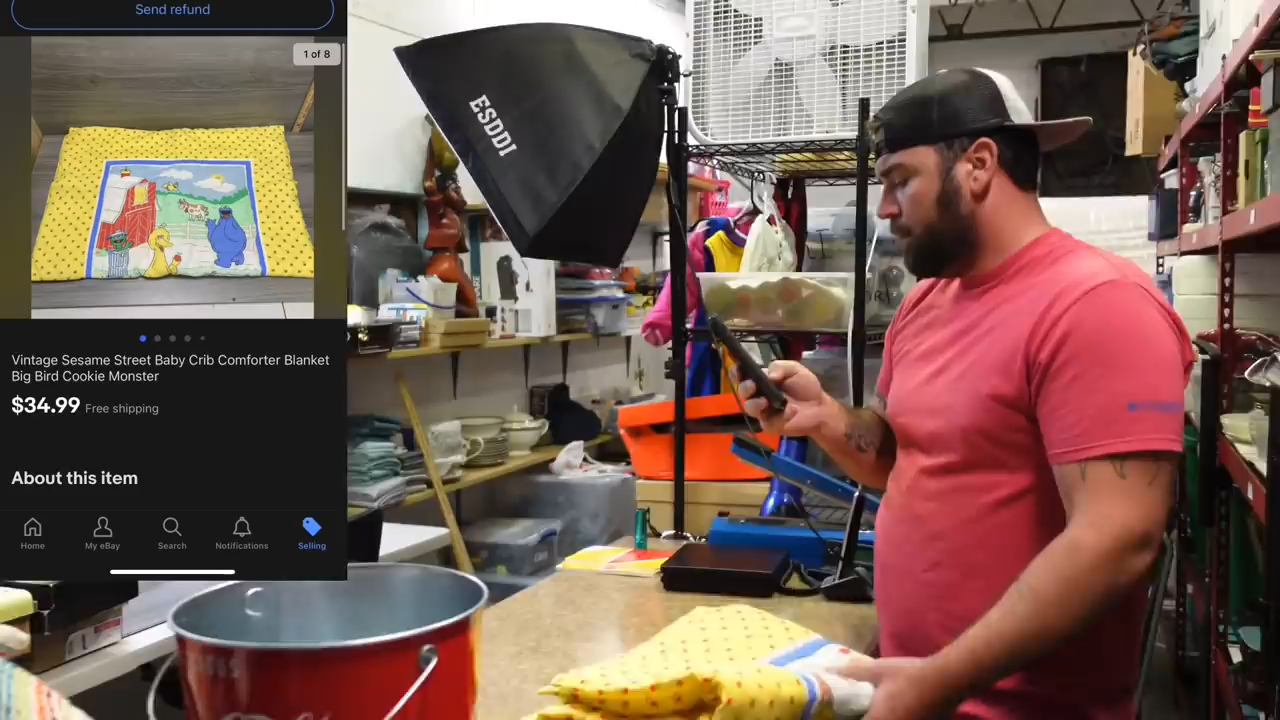 Send refund
1 of 8
Vintage Sesame Street Baby Crib Comforter Blanket
Big Bird Cookie Monster
$34.99 Free shipping
About this item
Home
My eBay
Search
Notifications
Selling
ESDDI